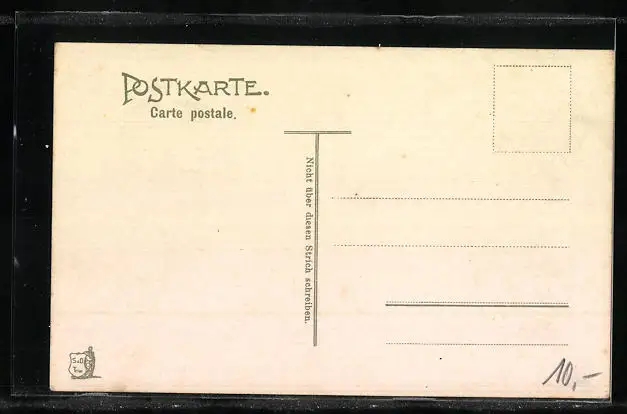 POSTKARTE.
Carte postale.
Nicht über diesen Strich schreiben.
10,-